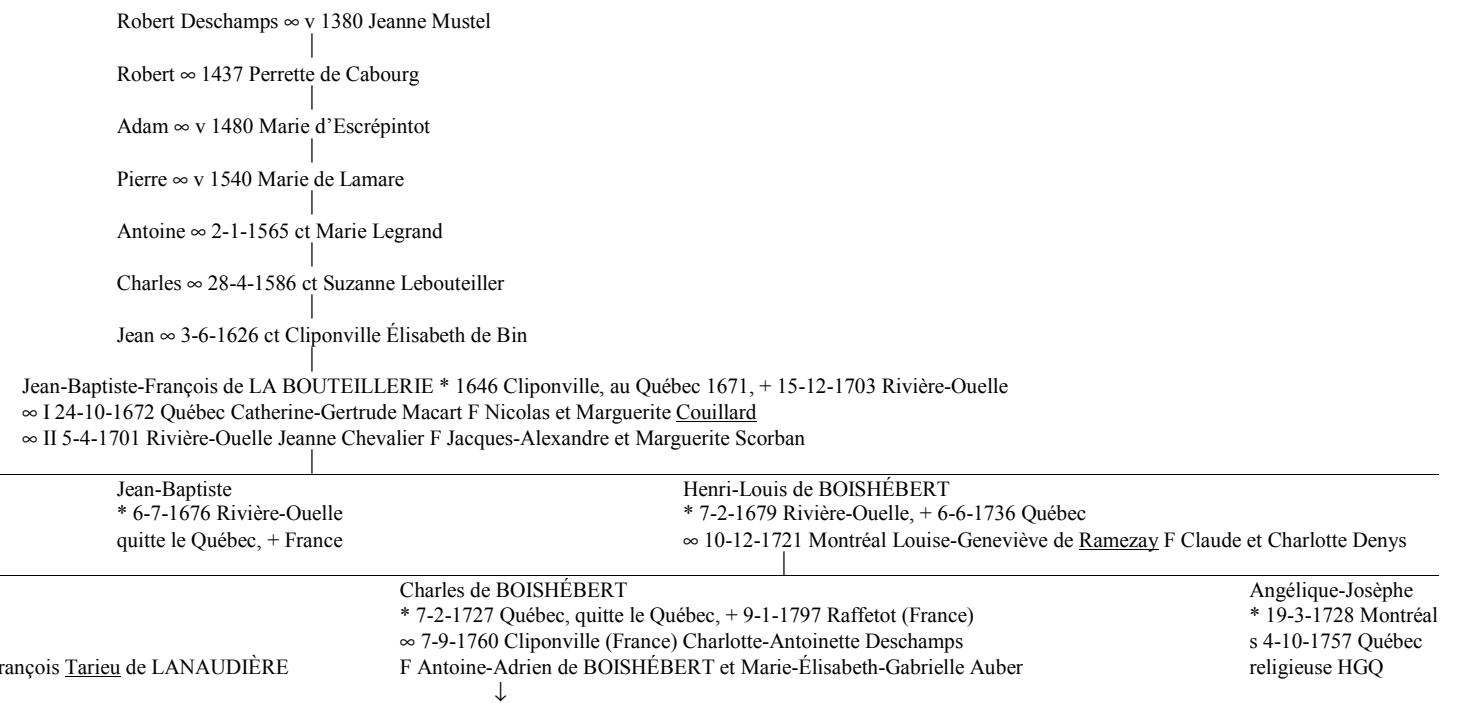 Robert Deschamps ∞ v 1380 Jeanne Mustel
Robert ∞ 1437 Perrette de Cabourg
Adam ∞ v 1480 Marie d’Escrépintot
Pierre ∞ v 1540 Marie de Lamare
Antoine ∞ 2-1-1565 ct Marie Legrand
Charles ∞ 28-4-1586 ct Suzanne Lebouteiller
Jean ∞ 3-6-1626 ct Cliponville Élisabeth de Bin
Jean-Baptiste-François de LA BOUTEILLERIE * 1646 Cliponville, au Québec 1671, + 15-12-1703 Rivière-Ouelle
∞ I 24-10-1672 Québec Catherine-Gertrude Macart F Nicolas et Marguerite Couillard
∞ II 5-4-1701 Rivière-Ouelle Jeanne Chevalier F Jacques-Alexandre et Marguerite Scorban
Jean-Baptiste
* 6-7-1676 Rivière-Ouelle
quitte le Québec, + France
Henri-Louis de BOISHÉBERT
* 7-2-1679 Rivière-Ouelle, + 6-6-1736 Québec
∞ 10-12-1721 Montréal Louise-Geneviève de Ramezay F Claude et Charlotte Denys
rançois Tarieu de LANAUDIÈRE
Charles de BOISHÉBERT
* 7-2-1727 Québec, quitte le Québec, + 9-1-1797 Raffetot (France)
∞ 7-9-1760 Cliponville (France) Charlotte-Antoinette Deschamps
F Antoine-Adrien de BOISHÉBERT et Marie-Élisabeth-Gabrielle Auber
↓
Angélique-Josèphe
* 19-3-1728 Montréal
s 4-10-1757 Québec
religieuse HGQ